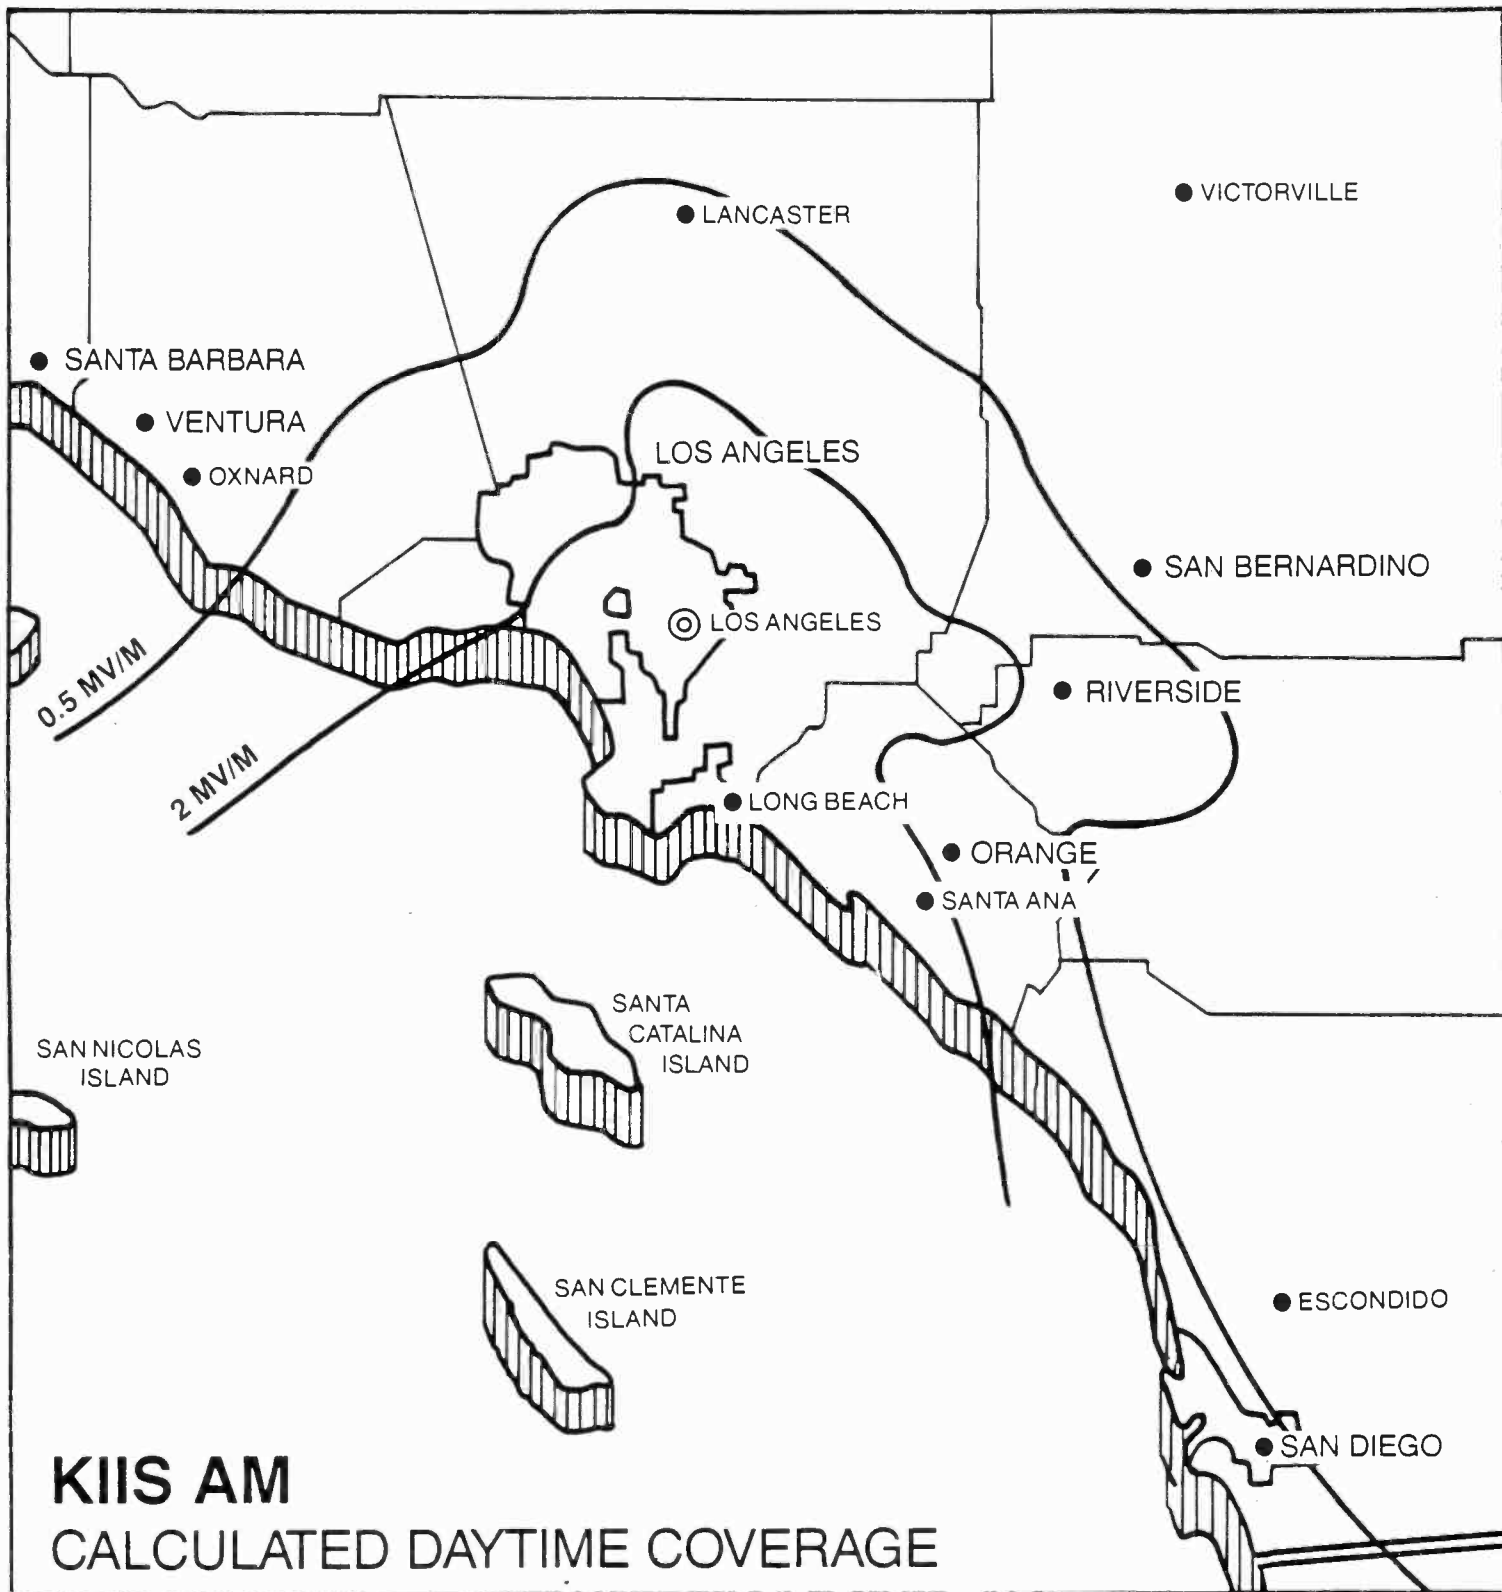 LANCASTER
VICTORVILLE
SANTA BARBARA
VENTURA
OXNARD
LOS ANGELES
SAN BERNARDINO
LOS ANGELES
0.5 MV/M
RIVERSIDE
2 MV/M
LONG BEACH
ORANGE
SANTA ANA
SANTA
CATALINA
ISLAND
SAN NICOLAS
ISLAND
SAN CLEMENTE
ISLAND
ESCONDIDO
SAN DIEGO
KIIS AM
CALCULATED DAYTIME COVERAGE